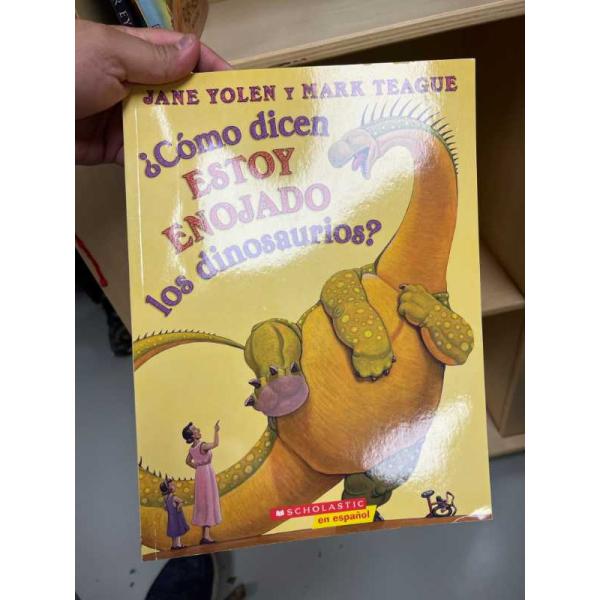 JANE YOLEN Y MARK TEAGUE
¿Cómo dicen
ESTOY
ENOJADO
los dinosaurios?
SCHOLASTIC
en español